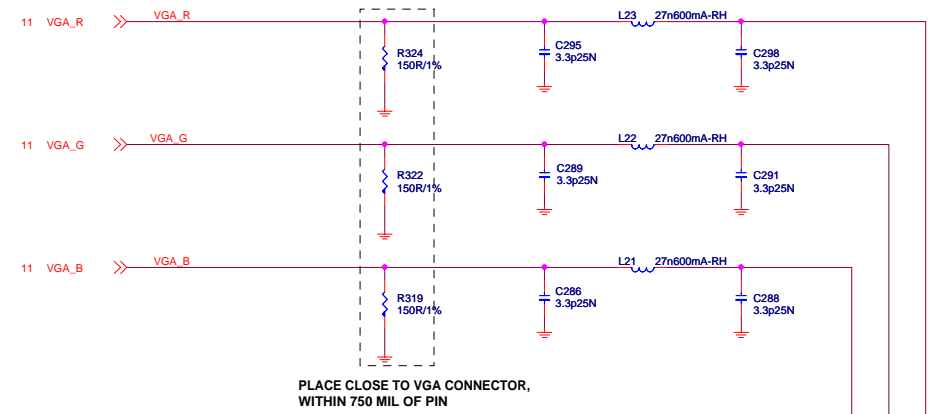 11 VGA_R VGA_R L23 27n600mA-RH
R324 C295 C298
150R/1% 3.3p25N 3.3p25N
11 VGA_G VGA_G L22 27n600mA-RH
R322 C289 C291
150R/1% 3.3p25N 3.3p25N
11 VGA_B VGA_B L21 27n600mA-RH
R319 C286 C288
150R/1% 3.3p25N 3.3p25N
PLACE CLOSE TO VGA CONNECTOR,
WITHIN 750 MIL OF PIN